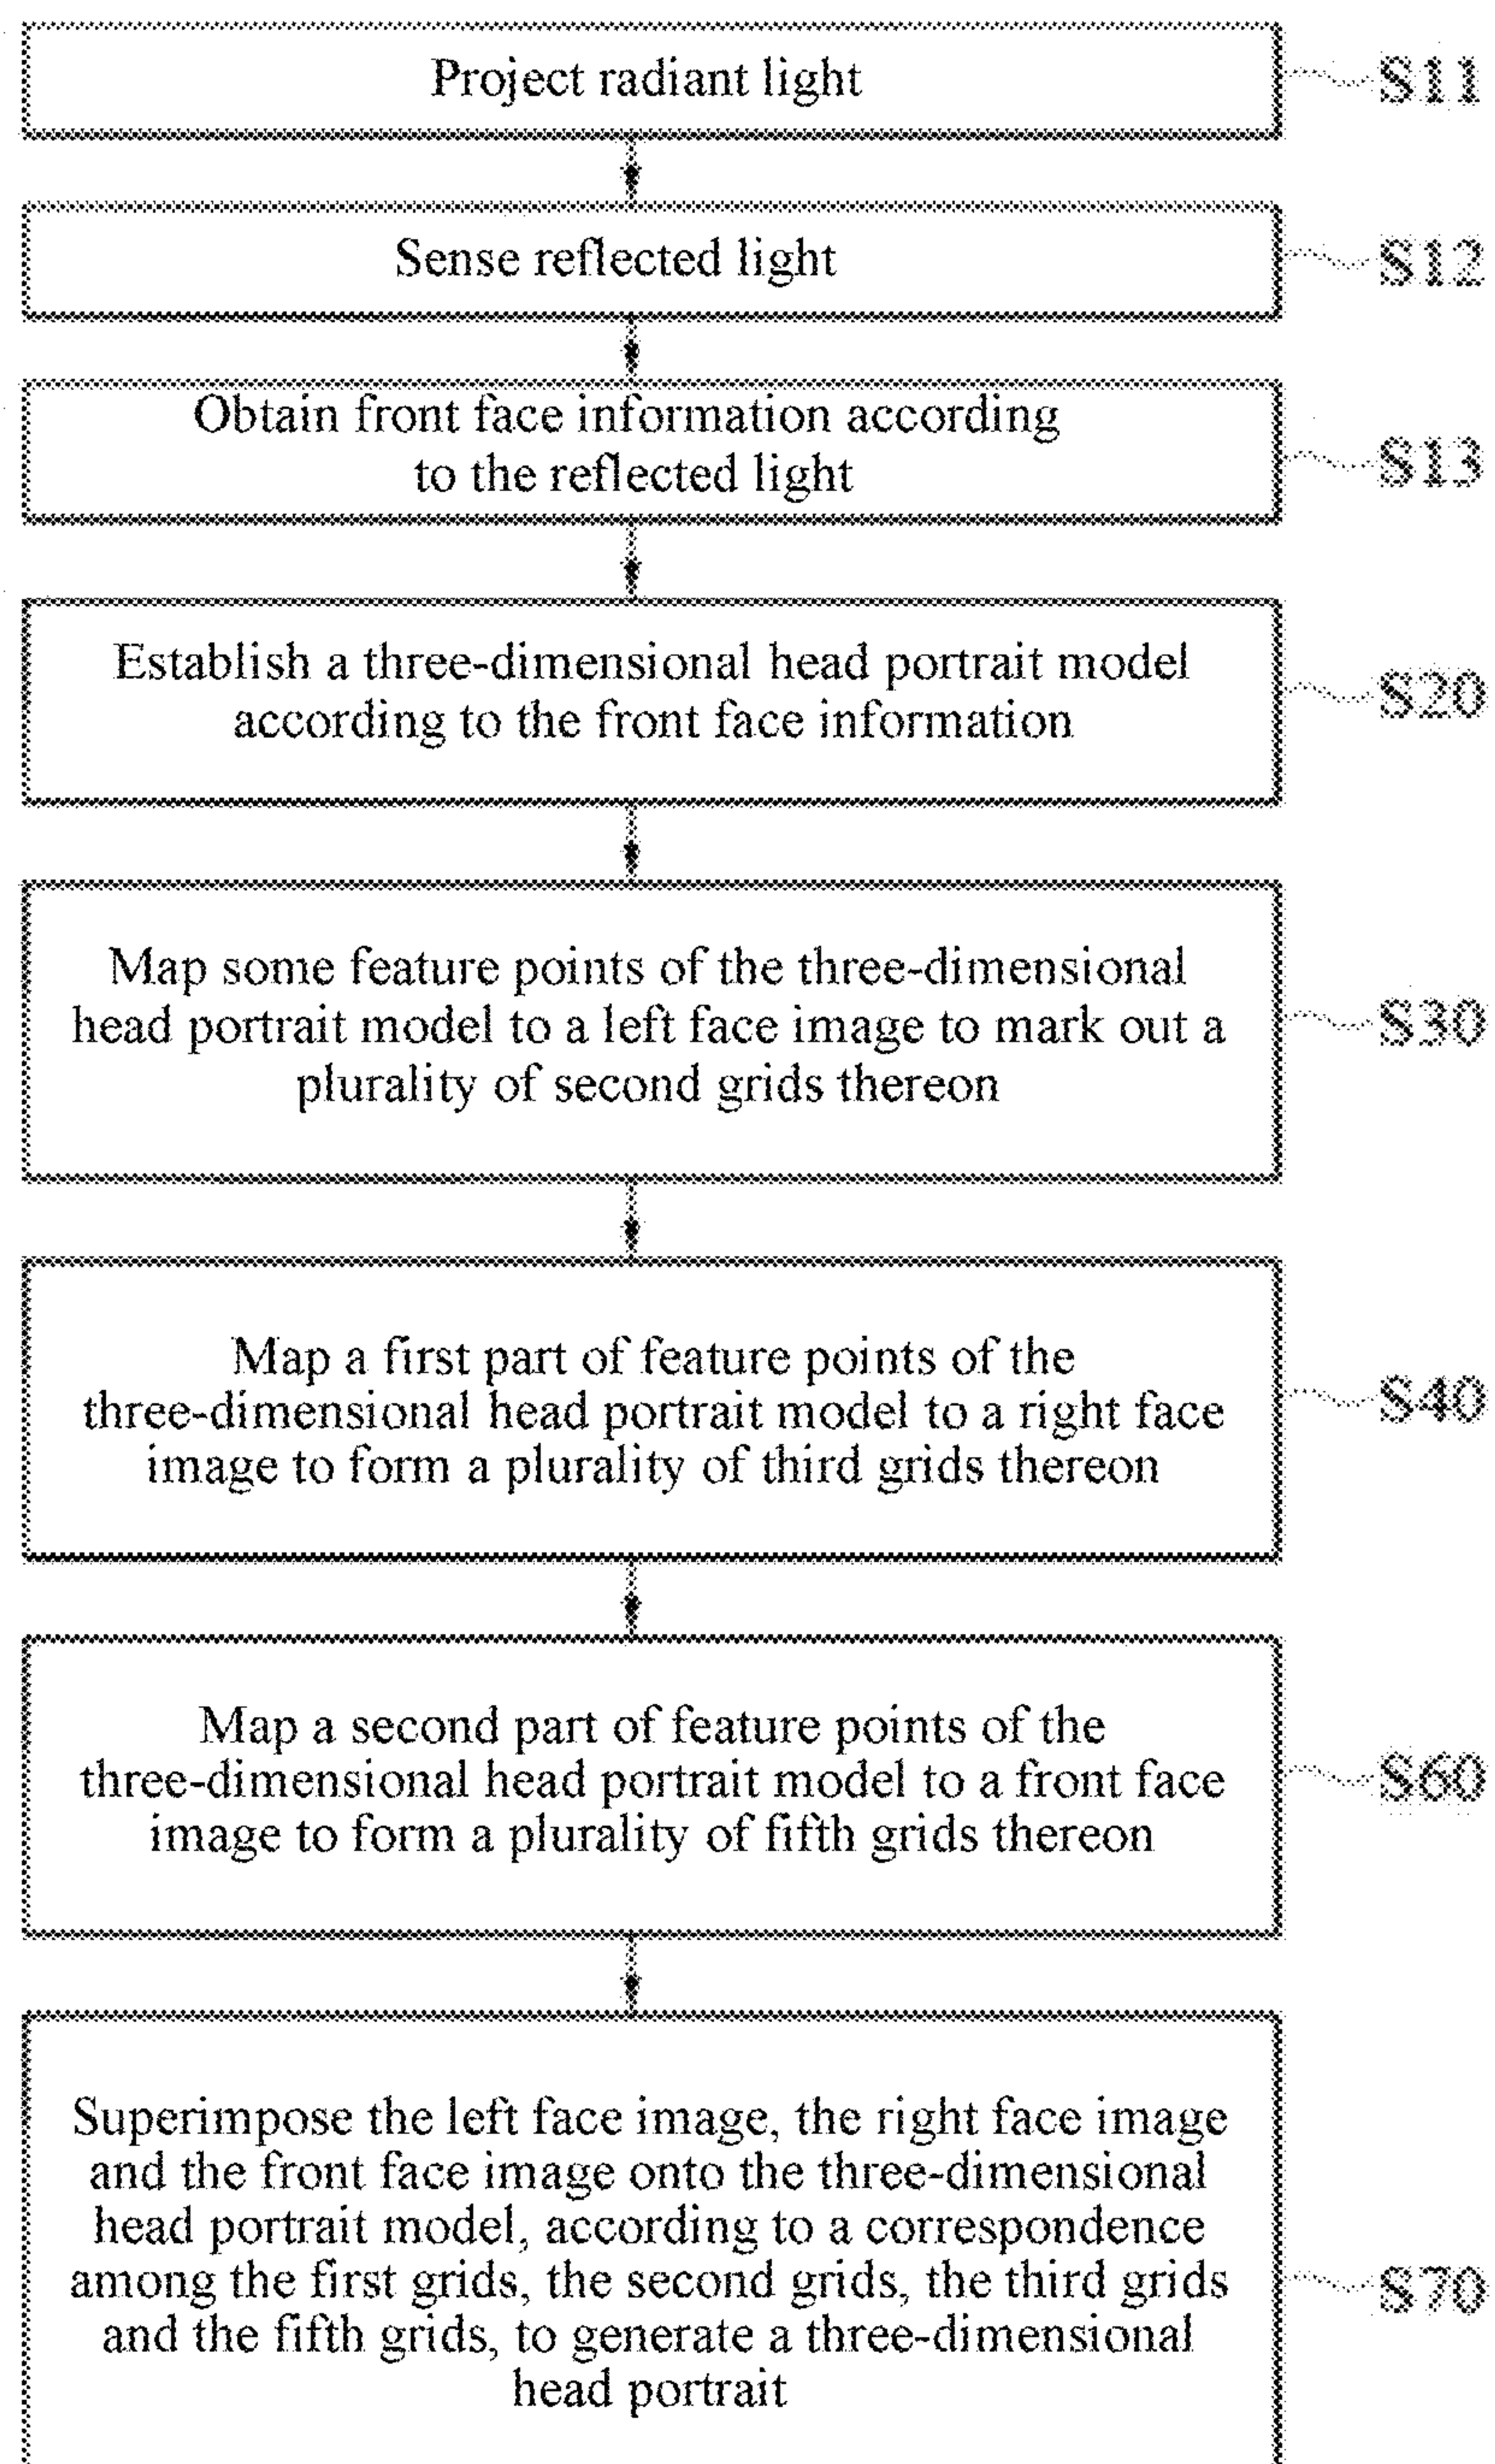 Project radiant light
S11
Sense reflected light
S12
Obtain front face information according
to the reflected light
S13
Establish a three-dimensional head portrait model
according to the front face information
S20
Map some feature points of the three-dimensional
head portrait model to a left face image to mark out a
plurality of second grids thereon
S30
Map a first part of feature points of the
three-dimensional head portrait model to a right face
image to form a plurality of third grids thereon
S40
Map a second part of feature points of the
three-dimensional head portrait model to a front face
image to form a plurality of fifth grids thereon
S60
Superimpose the left face image, the right face image
and the front face image onto the three-dimensional
head portrait model, according to a correspondence
among the first grids, the second grids, the third grids
and the fifth grids, to generate a three-dimensional
head portrait
S70